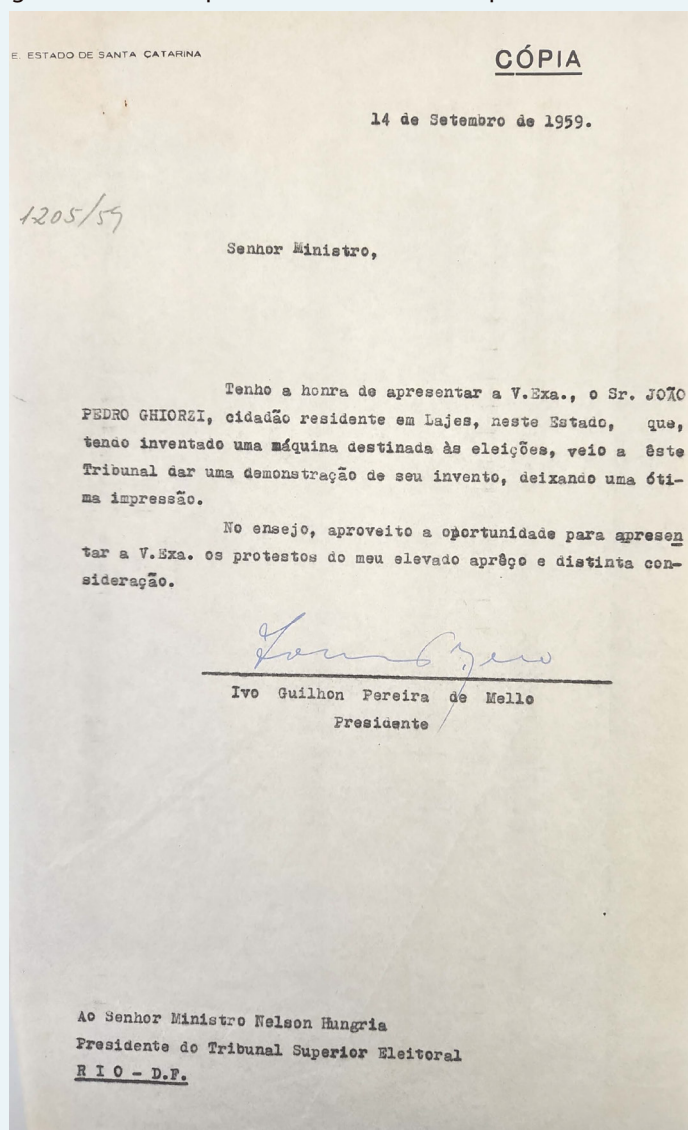 E. ESTADO DE SANTA CATARINA
CÓPIA
14 de Setembro de 1959.
1205/59
Senhor Ministro,
Tenho a honra de apresentar a V.Exa., o Sr. JOÃO
PEDRO GHIORZI, cidadão residente em Lajes, neste Estado, que,
tendo inventado uma máquina destinada às eleições, veio a êste
Tribunal dar uma demonstração de seu invento, deixando uma óti-
ma impressão.
No ensejo, aproveito a oportunidade para apresen
tar a V.Exa. os protestos do meu elevado aprêço e distinta con-
sideração.
Ivo Guilhon Pereira de Mello
Presidente
Ao Senhor Ministro Nelson Hungria
Presidente do Tribunal Superior Eleitoral
R I O - D.F.